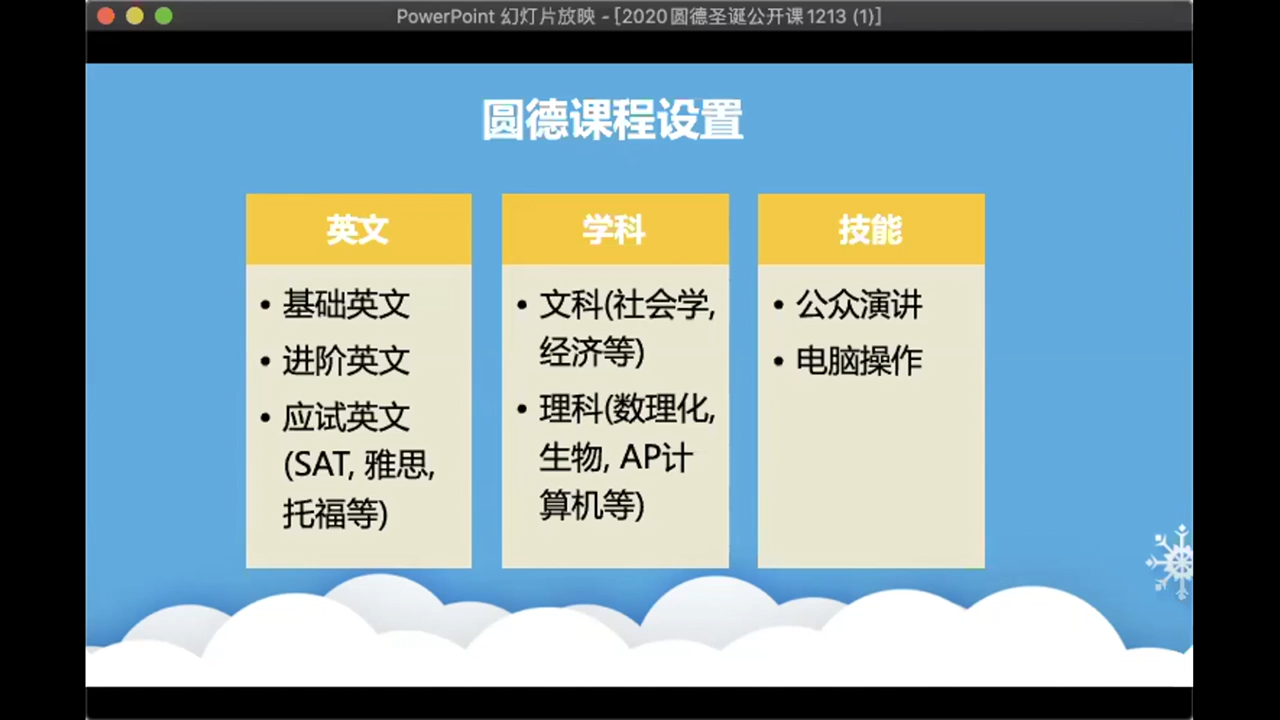 PowerPoint 幻灯片放映 - [2020圆德圣诞公开课1213 (1)]
圆德课程设置
英文
• 基础英文
• 进阶英文
• 应试英文
(SAT, 雅思,
托福等)
学科
• 文科(社会学,
经济等)
• 理科(数理化,
生物, AP计
算机等)
技能
• 公众演讲
• 电脑操作